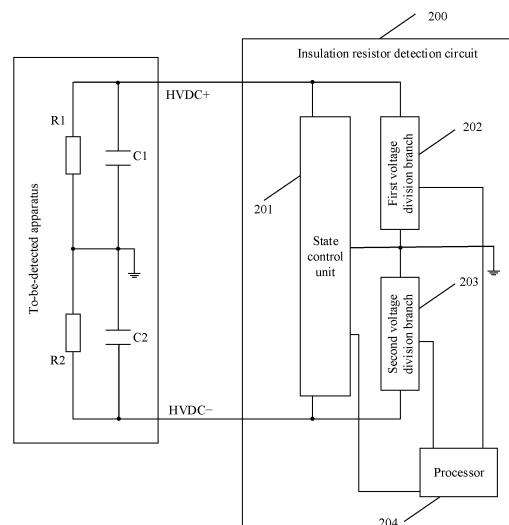 200
Insulation resistor detection circuit
HVDC+
R1
C1
202
First voltage
division branch
201
To-be-detected apparatus
State
control
unit
203
R2
C2
Second voltage
division branch
HVDC−
Processor
204